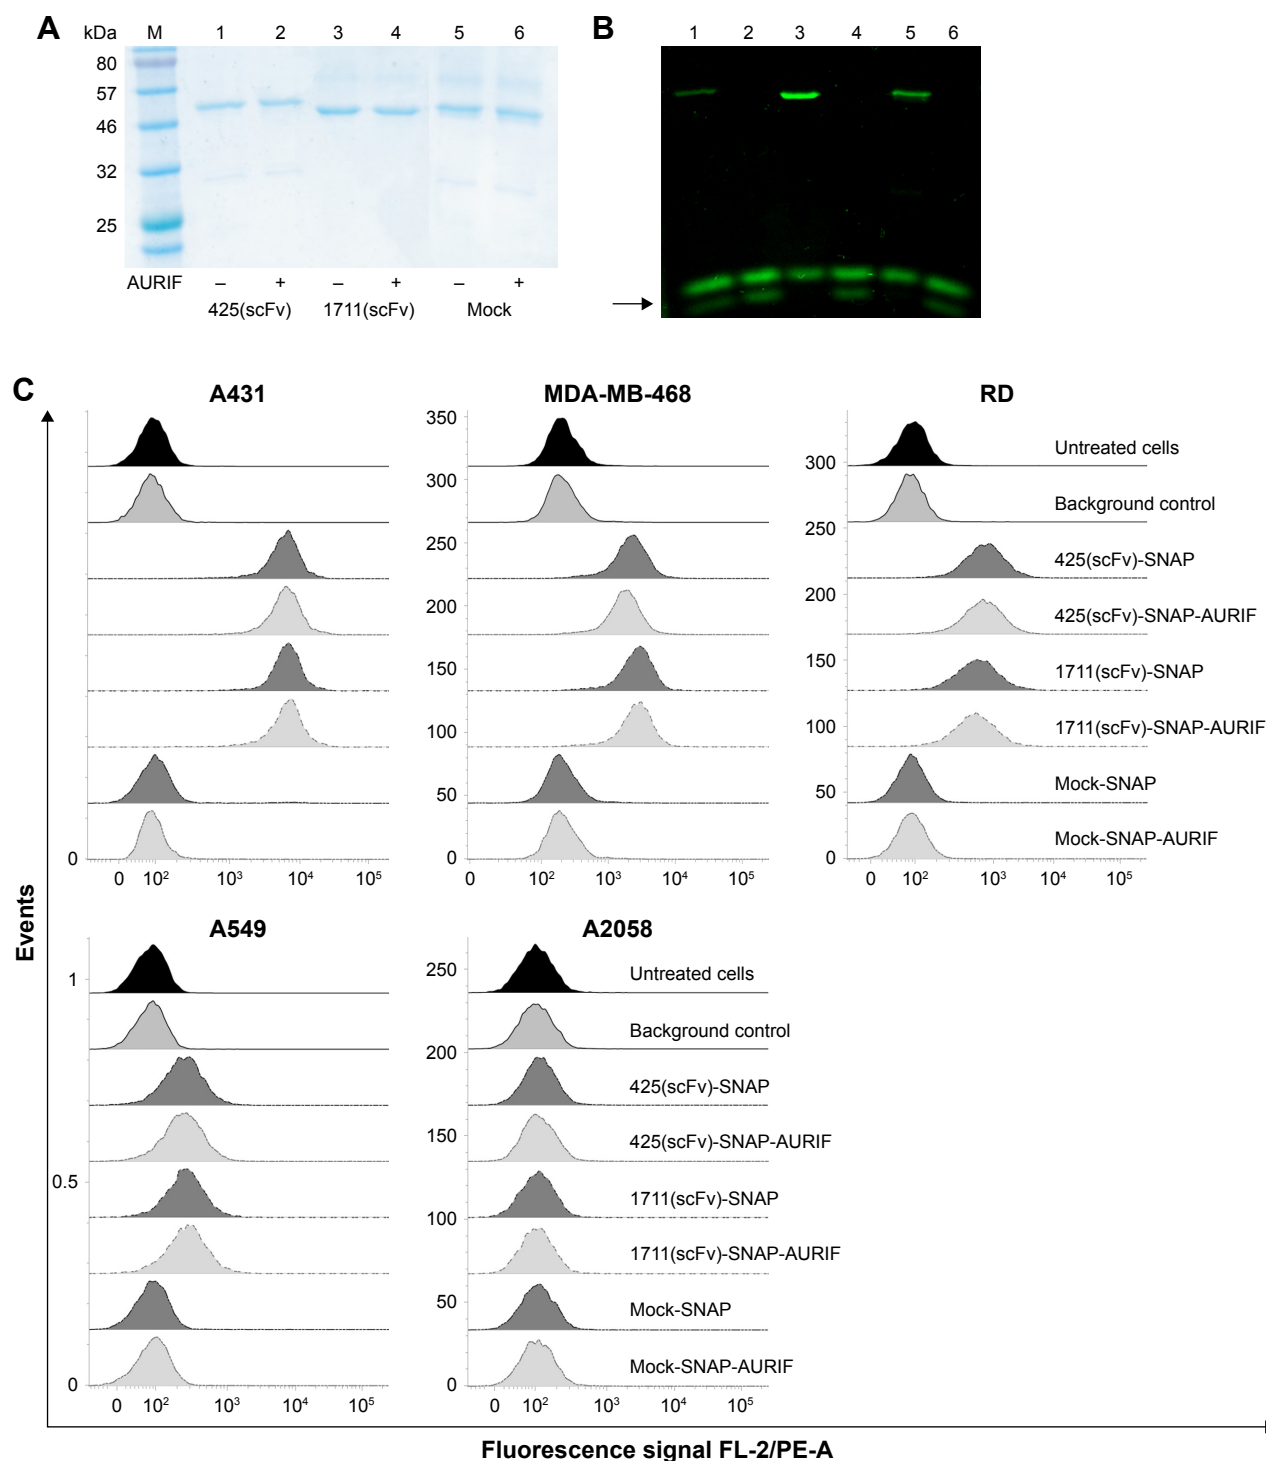 A
kDa M 1 2 3 4 5 6
80
57
46
32
25
AURIF – + – + – +
425(scFv) 1711(scFv) Mock
B
1 2 3 4 5 6
C
Events
A431
0
0 10² 10³ 10⁴ 10⁵
MDA-MB-468
350
300
250
200
150
100
50
0
10² 10³ 10⁴ 10⁵
RD
300
250
200
150
100
50
0
0 10² 10³ 10⁴ 10⁵
Untreated cells
Background control
425(scFv)-SNAP
425(scFv)-SNAP-AURIF
1711(scFv)-SNAP
1711(scFv)-SNAP-AURIF
Mock-SNAP
Mock-SNAP-AURIF
A549
1
0.5
0
0 10² 10³ 10⁴ 10⁵
A2058
250
200
150
100
50
0
0 10² 10³ 10⁴ 10⁵
Untreated cells
Background control
425(scFv)-SNAP
425(scFv)-SNAP-AURIF
1711(scFv)-SNAP
1711(scFv)-SNAP-AURIF
Mock-SNAP
Mock-SNAP-AURIF
Fluorescence signal FL-2/PE-A